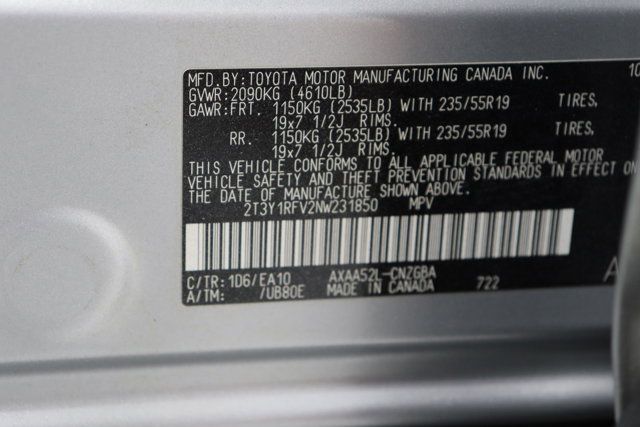 MFD.BY:TOYOTA MOTOR MANUFACTURING CANADA INC. 10
GVWR:2090KG (4610LB)
GAWR:FRT. 1150KG (2535LB) WITH 235/55R19 TIRES,
19x7 1/2J RIMS.
RR. 1150KG (2535LB) WITH 235/55R19 TIRES,
19x7 1/2J RIMS.
THIS VEHICLE CONFORMS TO ALL APPLICABLE FEDERAL MOTOR
VEHICLE SAFETY AND THEFT PREVENTION STANDARDS IN EFFECT ON
THE DATE OF MANUFACTURE SHOWN ABOVE.
2T3Y1RFV2NW231850 MPV
C/TR: 1D6/EA10 AXAA52L-CNZGBA
A/TM: /UB80E MADE IN CANADA 722
A